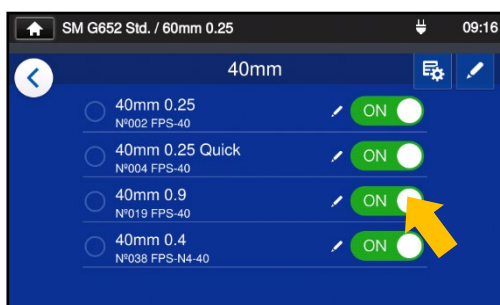 SM G652 Std. / 60mm 0.25 09:16
40mm
40mm 0.25
Nº002 FPS-40
ON
40mm 0.25 Quick
Nº004 FPS-40
ON
40mm 0.9
Nº019 FPS-40
ON
40mm 0.4
Nº038 FPS-N4-40
ON